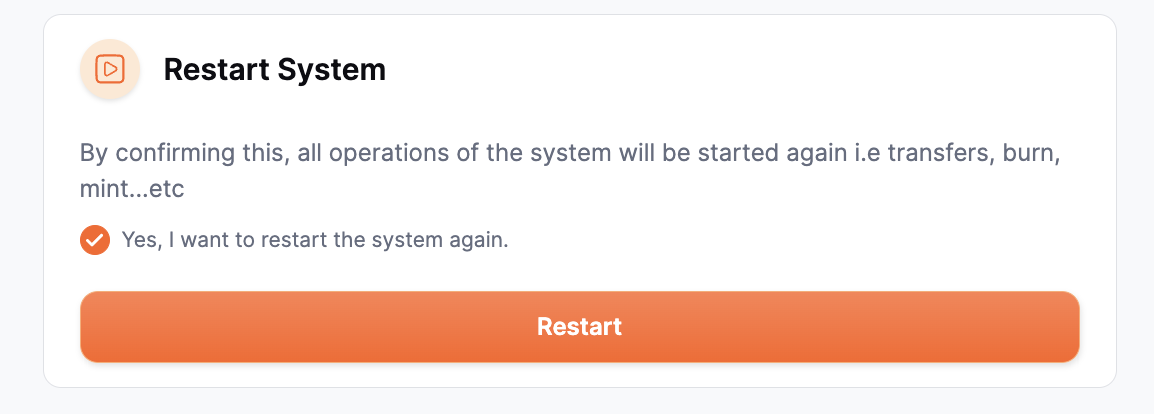 Restart System
By confirming this, all operations of the system will be started again i.e transfers, burn,
mint...etc
Yes, I want to restart the system again.
Restart